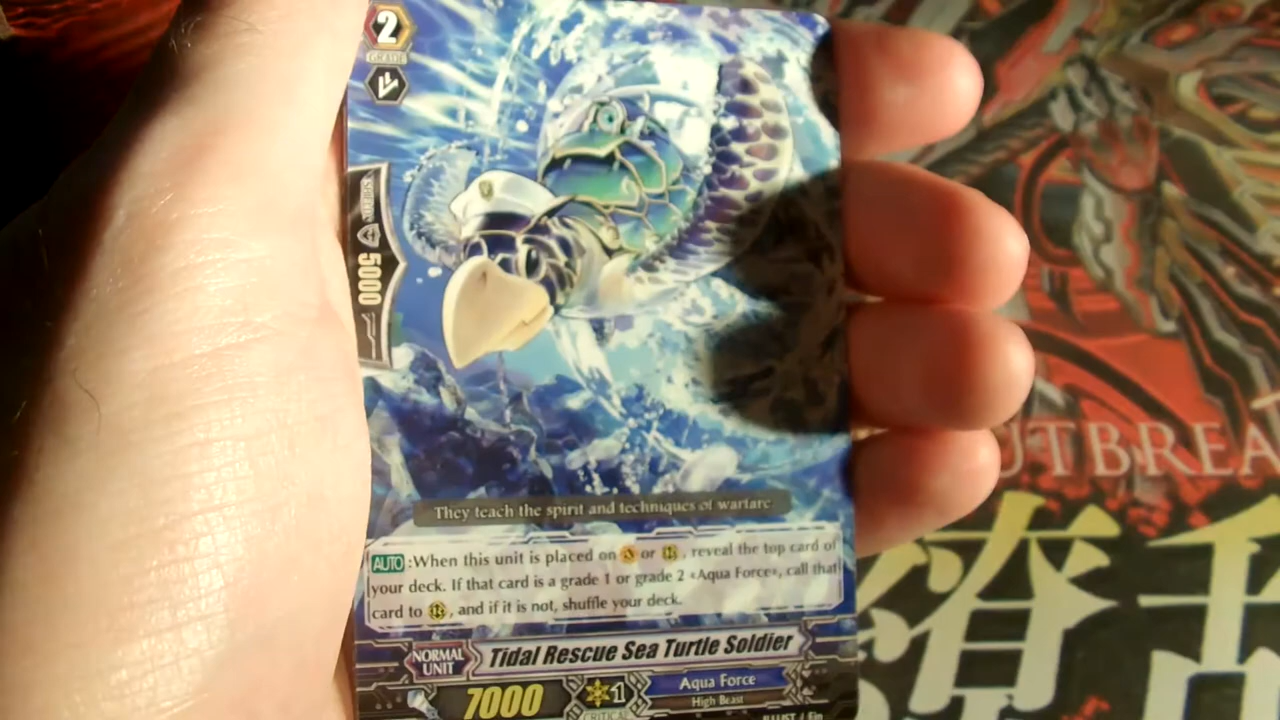 2
GRADE
SHIELD
5000
They teach the spirit and techniques of warfare.
AUTO :When this unit is placed on or , reveal the top card of
your deck. If that card is a grade 1 or grade 2 «Aqua Force», call that
card to , and if it is not, shuffle your deck.
NORMAL
UNIT
Tidal Rescue Sea Turtle Soldier
7000
1
CRITICAL
Aqua Force
High Beast
ILLUST
UTBREA